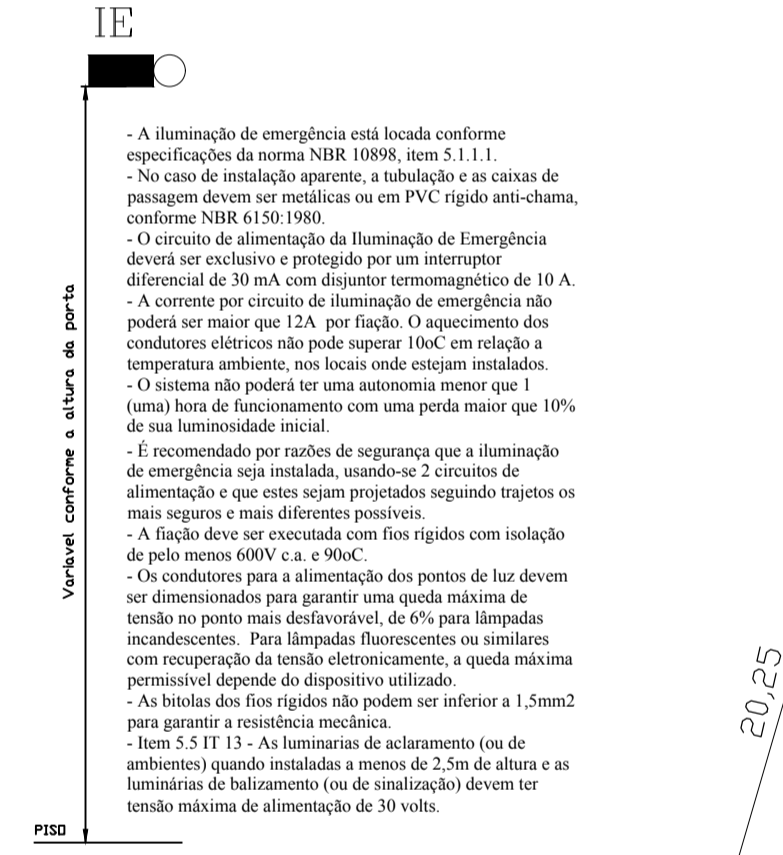 IE
- A iluminação de emergência está locada conforme
especificações da norma NBR 10898, item 5.1.1.1.
- No caso de instalação aparente, a tubulação e as caixas de
passagem devem ser metálicas ou em PVC rígido anti-chama,
conforme NBR 6150:1980.
- O circuito de alimentação da Iluminação de Emergência
deverá ser exclusivo e protegido por um interruptor
diferencial de 30 mA com disjuntor termomagnético de 10 A.
- A corrente por circuito de iluminação de emergência não
poderá ser maior que 12A  por fiação. O aquecimento dos
condutores elétricos não pode superar 10oC em relação a
temperatura ambiente, nos locais onde estejam instalados.
- O sistema não poderá ter uma autonomia menor que 1
(uma) hora de funcionamento com uma perda maior que 10%
de sua luminosidade inicial.
- É recomendado por razões de segurança que a iluminação
de emergência seja instalada, usando-se 2 circuitos de
alimentação e que estes sejam projetados seguindo trajetos os
mais seguros e mais diferentes possíveis.
- A fiação deve ser executada com fios rígidos com isolação
de pelo menos 600V c.a. e 90oC.
- Os condutores para a alimentação dos pontos de luz devem
ser dimensionados para garantir uma queda máxima de
tensão no ponto mais desfavorável, de 6% para lâmpadas
incandescentes.  Para lâmpadas fluorescentes ou similares
com recuperação da tensão eletronicamente, a queda máxima
permissível depende do dispositivo utilizado.
- As bitolas dos fios rígidos não podem ser inferior a 1,5mm2
para garantir a resistência mecânica.
- Item 5.5 IT 13 - As luminarias de aclaramento (ou de
ambientes) quando instaladas a menos de 2,5m de altura e as
luminárias de balizamento (ou de sinalização) devem ter
tensão máxima de alimentação de 30 volts.
Variavel conforme a altura da porta
PISO
20,25